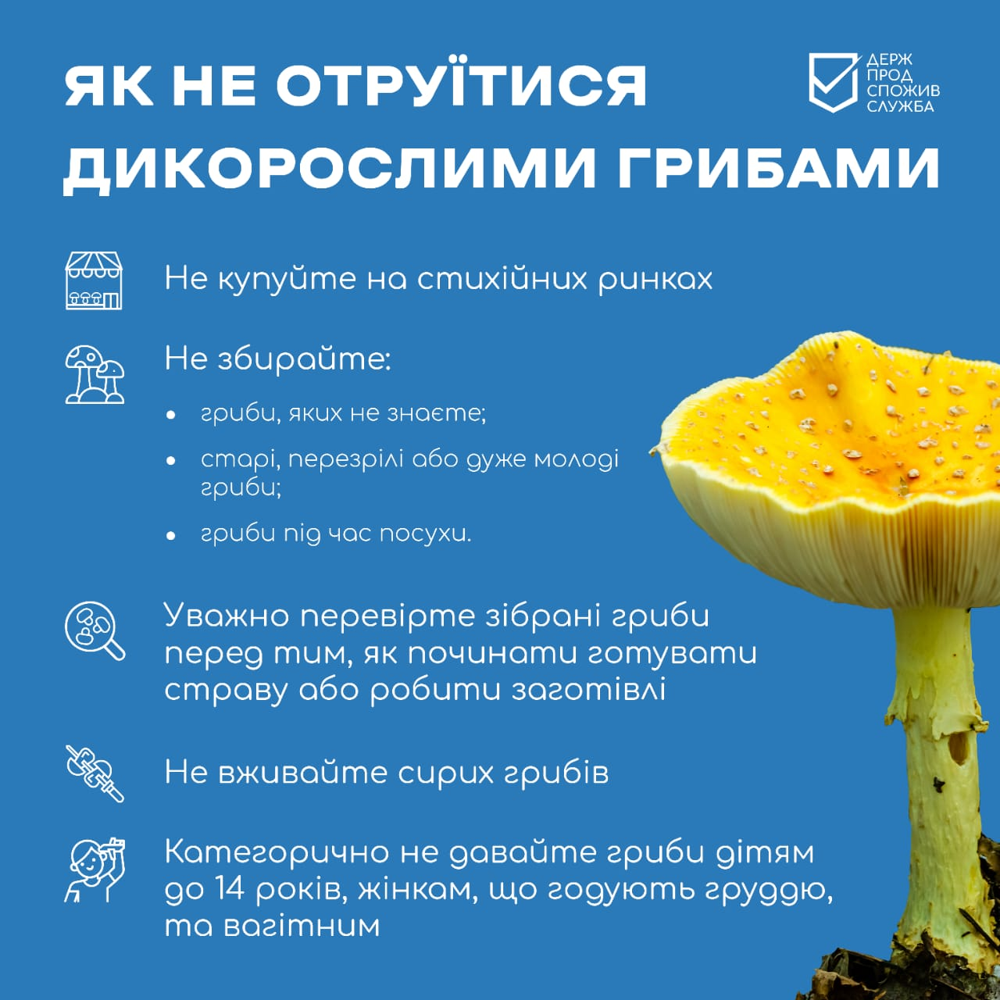 ЯК НЕ ОТРУЇТИСЯ
ДИКОРОСЛИМИ ГРИБАМИ
ДЕРЖ
ПРОД
СПОЖИВ
СЛУЖБА
Не купуйте на стихійних ринках
Не збирайте:
• гриби, яких не знаєте;
• старі, перезрілі або дуже молоді
гриби;
• гриби під час посухи.
Уважно перевірте зібрані гриби
перед тим, як починати готувати
страву або робити заготівлі
Не вживайте сирих грибів
Категорично не давайте гриби дітям
до 14 років, жінкам, що годують груддю,
та вагітним